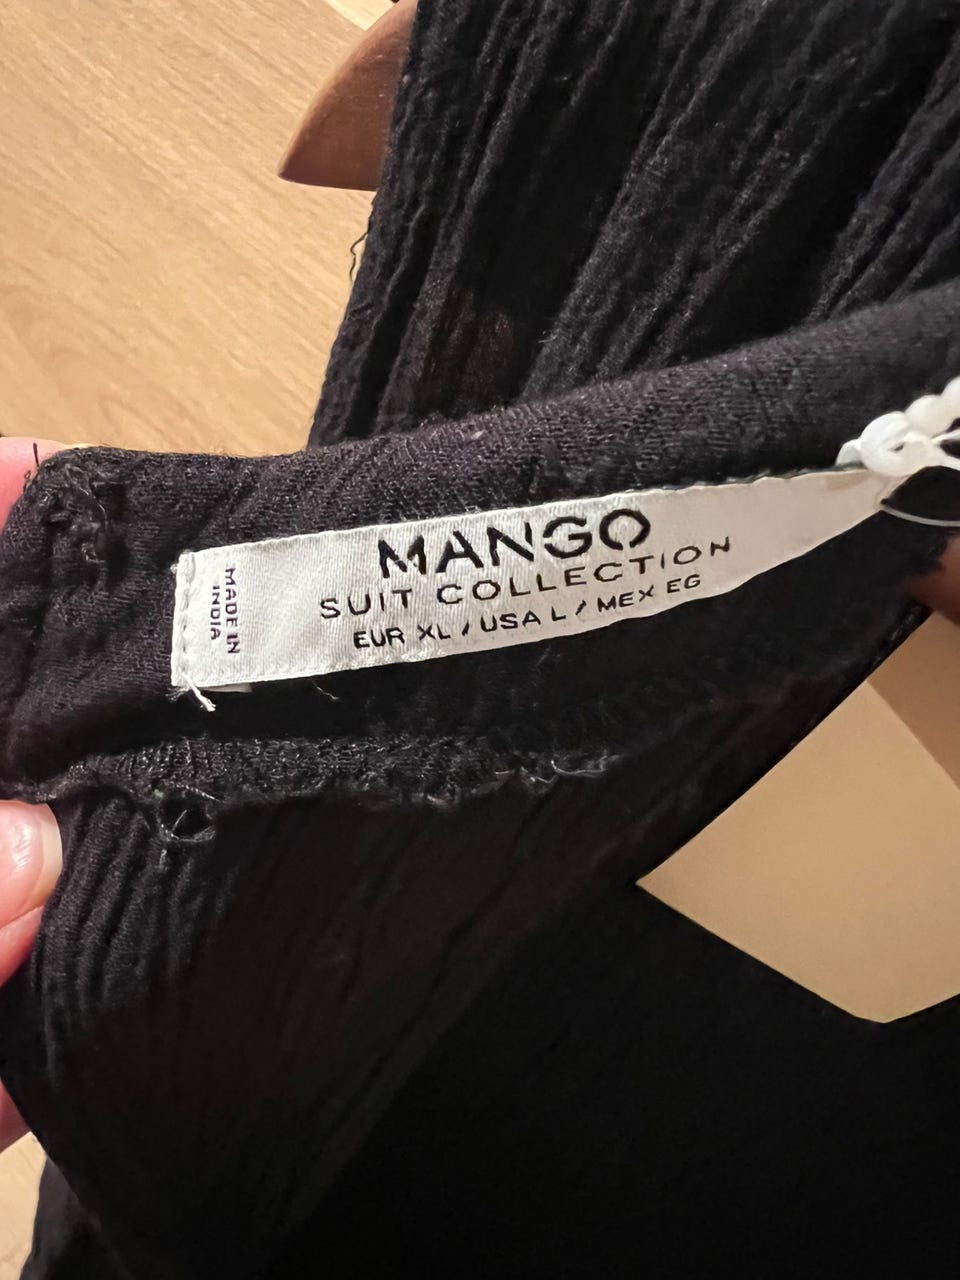 MANGO
SUIT COLLECTION
EUR XL / USA L / MEX EG
MADE IN
INDIA